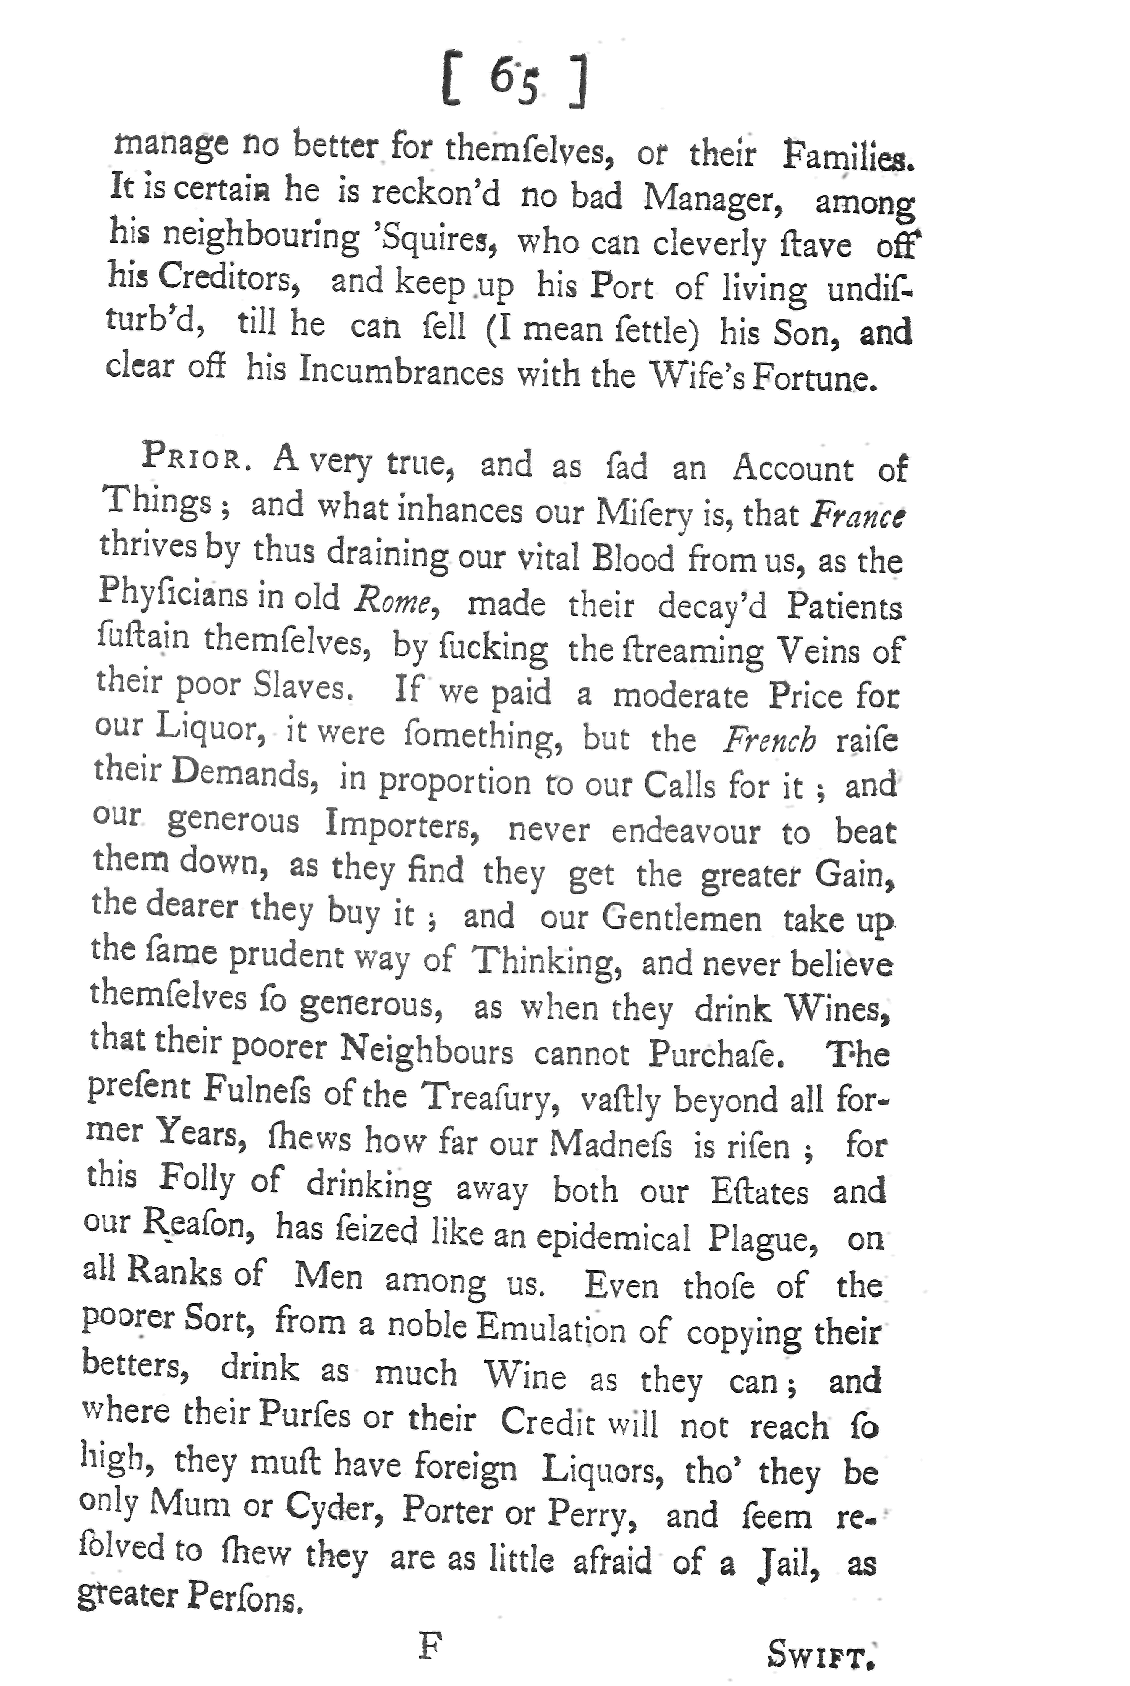 [ 65 ]
manage no better for themſelves, or their Families.
It is certain he is reckon'd no bad Manager, among
his neighbouring 'Squires, who can cleverly ſtave off
his Creditors, and keep up his Port of living undiſ-
turb'd, till he can ſell (I mean ſettle) his Son, and
clear off his Incumbrances with the Wife's Fortune.
PRIOR. A very true, and as ſad an Account of
Things; and what inhances our Miſery is, that France
thrives by thus draining our vital Blood from us, as the
Phyſicians in old Rome, made their decay'd Patients
ſuſtain themſelves, by ſucking the ſtreaming Veins of
their poor Slaves. If we paid a moderate Price for
our Liquor, it were ſomething, but the French raiſe
their Demands, in proportion to our Calls for it; and
our generous Importers, never endeavour to beat
them down, as they find they get the greater Gain,
the dearer they buy it; and our Gentlemen take up
the ſame prudent way of Thinking, and never believe
themſelves ſo generous, as when they drink Wines,
that their poorer Neighbours cannot Purchaſe. The
preſent Fulneſs of the Treaſury, vaſtly beyond all for-
mer Years, ſhews how far our Madneſs is riſen; for
this Folly of drinking away both our Eſtates and
our Reaſon, has ſeized like an epidemical Plague, on
all Ranks of Men among us. Even thoſe of the
poorer Sort, from a noble Emulation of copying their
betters, drink as much Wine as they can; and
where their Purſes or their Credit will not reach ſo
high, they muſt have foreign Liquors, tho' they be
only Mum or Cyder, Porter or Perry, and ſeem re-
ſolved to ſhew they are as little afraid of a Jail, as
greater Perſons.
F SWIFT.